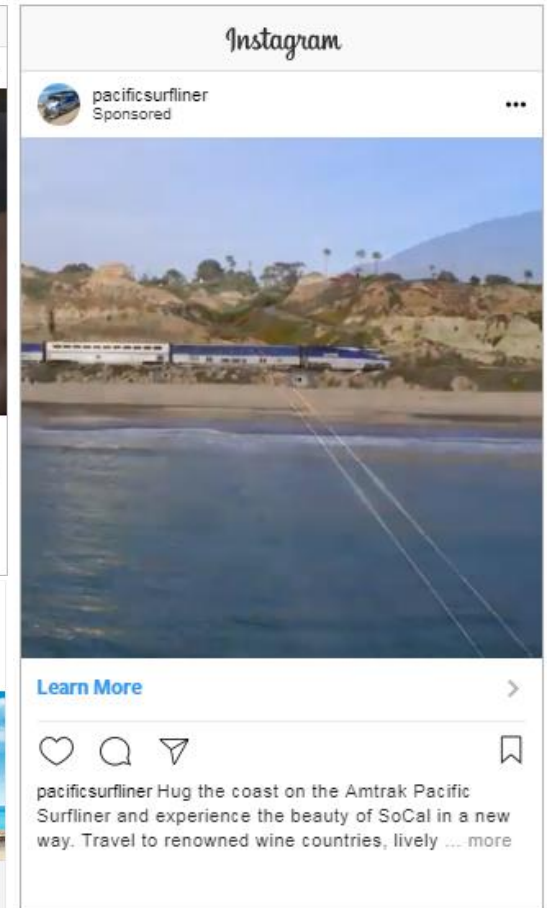 Instagram
pacificsurfliner
Sponsored
Learn More
pacificsurfliner Hug the coast on the Amtrak Pacific
Surfliner and experience the beauty of SoCal in a new
way. Travel to renowned wine countries, lively ... more